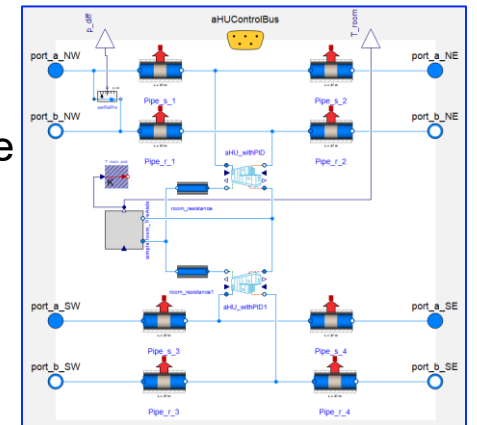 p_diff
aHUControlBus
T_room
port_a_NW
port_a_NE
Pipe_s_1
Pipe_s_2
port_b_NW
port_b_NE
e
Pipe_r_1
Pipe_r_2
aHU_withPID
K
room_resistance
room_resistance1
port_a_SW
aHU_withPID1
port_a_SE
Pipe_s_3
Pipe_s_4
port_b_SW
port_b_SE
Pipe_r_3
Pipe_r_4